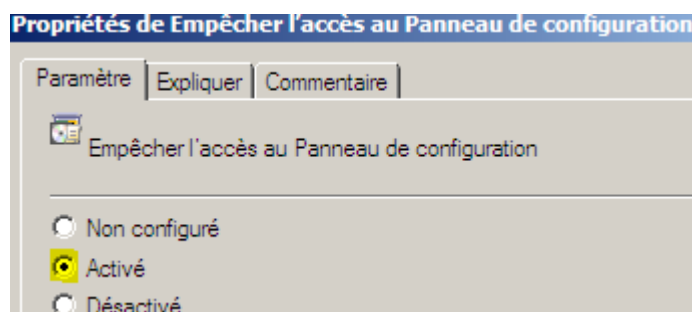 Propriétés de Empêcher l'accès au Panneau de configuration
Paramètre Expliquer Commentaire
Empêcher l'accès au Panneau de configuration
Non configuré
Activé
Désactivé